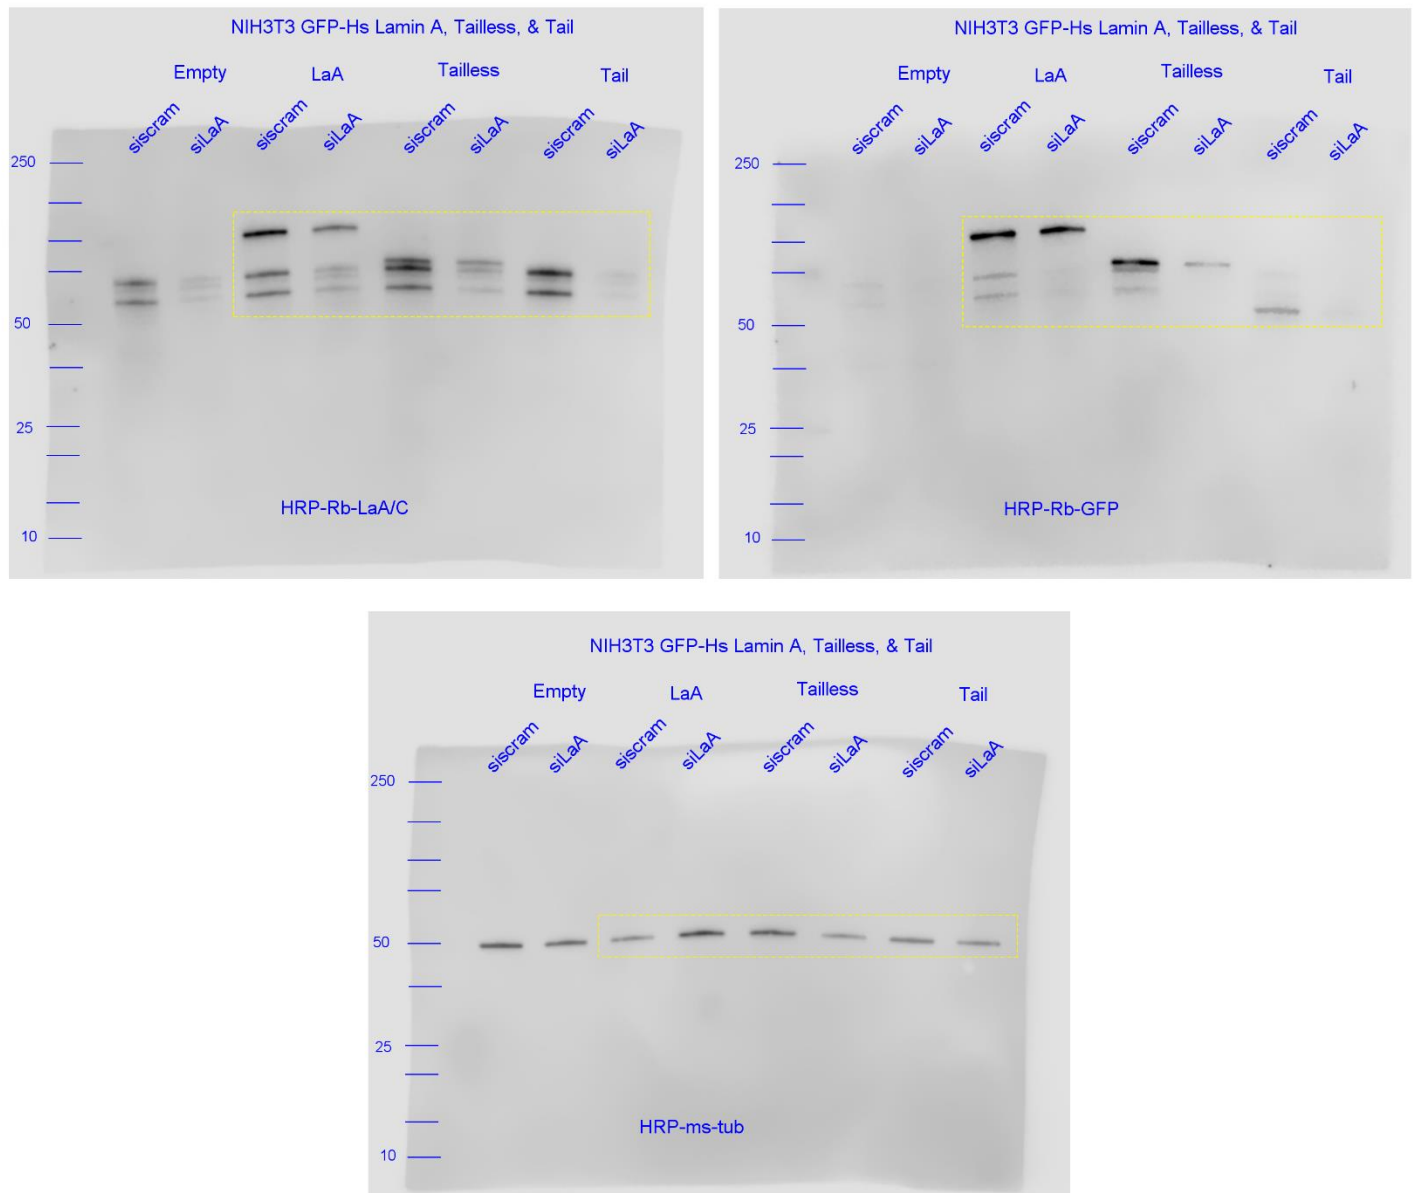 NIH3T3 GFP-Hs Lamin A, Tailless, & Tail
Empty LaA Tailless Tail
siscram siLaA siscram siLaA siscram siLaA siscram siLaA
250
50
25
10
HRP-Rb-LaA/C
NIH3T3 GFP-Hs Lamin A, Tailless, & Tail
Empty LaA Tailless Tail
siscram siLaA siscram siLaA siscram siLaA siscram siLaA
250
50
25
10
HRP-Rb-GFP
NIH3T3 GFP-Hs Lamin A, Tailless, & Tail
Empty LaA Tailless Tail
siscram siLaA siscram siLaA siscram siLaA siscram siLaA
250
50
25
10
HRP-ms-tub